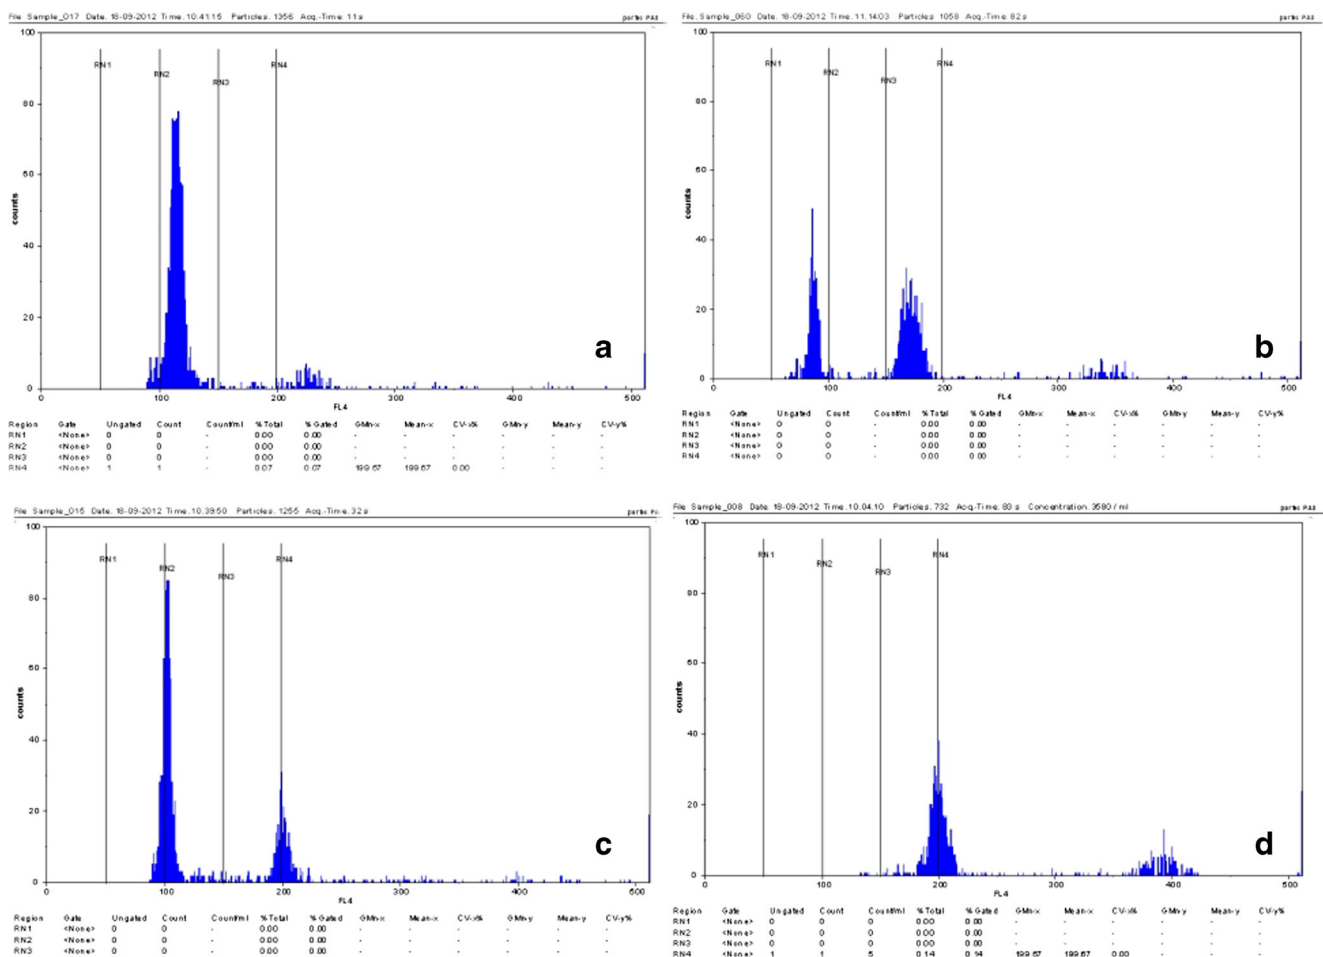 File: Sample_017 Date: 18-09-2012 Time: 10:41:15 Particles: 1356 Acq.-Time: 11 s
partec PAS
100
80
60
40
20
0
counts
RN1
RN2
RN3
RN4
a
0
100
200
300
400
500
FL4
Region Gate Ungated Count Count/ml %Total %Gated GMn-x Mean-x CV-x% GMn-y Mean-y CV-y%
RN1 <None> 0 0 - 0.00 0.00 - - - - - -
RN2 <None> 0 0 - 0.00 0.00 - - - - - -
RN3 <None> 0 0 - 0.00 0.00 - - - - - -
RN4 <None> 1 1 - 0.07 0.07 199.67 199.67 0.00 - - -
File: Sample_060 Date: 18-09-2012 Time: 11:14:03 Particles: 1058 Acq.-Time: 82 s
partec PAS
100
80
60
40
20
0
counts
RN1
RN2
RN3
RN4
b
0
100
200
300
400
500
FL4
Region Gate Ungated Count Count/ml %Total %Gated GMn-x Mean-x CV-x% GMn-y Mean-y CV-y%
RN1 <None> 0 0 - 0.00 0.00 - - - - - -
RN2 <None> 0 0 - 0.00 0.00 - - - - - -
RN3 <None> 0 0 - 0.00 0.00 - - - - - -
RN4 <None> 0 0 - 0.00 0.00 - - - - - -
File: Sample_015 Date: 18-09-2012 Time: 10:39:50 Particles: 1255 Acq.-Time: 32 s
partec PA
100
80
60
40
20
0
counts
RN1
RN2
RN3
RN4
c
0
100
200
300
400
500
FL4
Region Gate Ungated Count Count/ml %Total %Gated GMn-x Mean-x CV-x% GMn-y Mean-y CV-y%
RN1 <None> 0 0 - 0.00 0.00 - - - - - -
RN2 <None> 0 0 - 0.00 0.00 - - - - - -
RN3 <None> 0 0 - 0.00 0.00 - - - - - -
File: Sample_008 Date: 18-09-2012 Time: 10:04:10 Particles: 732 Acq.-Time: 83 s Concentration: 3580 / ml
partec PAS
100
80
60
40
20
0
counts
RN1
RN2
RN3
RN4
d
0
100
200
300
400
500
FL4
Region Gate Ungated Count Count/ml %Total %Gated GMn-x Mean-x CV-x% GMn-y Mean-y CV-y%
RN1 <None> 0 0 0 0.00 0.00 - - - - - -
RN2 <None> 0 0 0 0.00 0.00 - - - - - -
RN3 <None> 0 0 0 0.00 0.00 - - - - - -
RN4 <None> 1 1 5 0.14 0.14 199.67 199.67 0.00 - - -